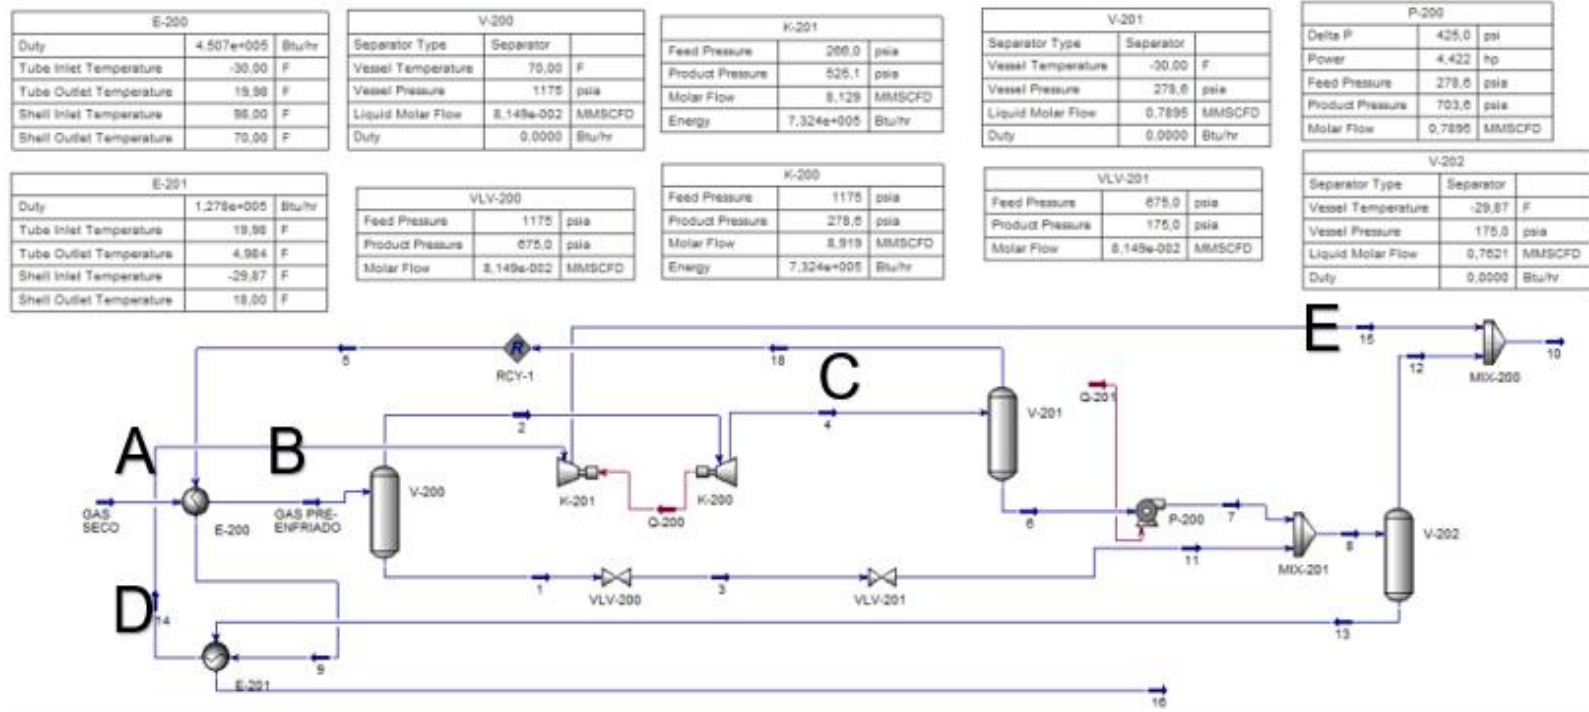 E-200
Duty 4.507e+005 Btu/hr
Tube Inlet Temperature -30,00 F
Tube Outlet Temperature 19,98 F
Shell Inlet Temperature 98,00 F
Shell Outlet Temperature 70,00 F
V-200
Separator Type Separator
Vessel Temperature 70,00 F
Vessel Pressure 1175 psia
Liquid Molar Flow 8,149e-002 MMSCFD
Duty 0,0000 Btu/hr
K-201
Feed Pressure 266,0 psia
Product Pressure 525,1 psia
Molar Flow 8,129 MMSCFD
Energy 7,324e+005 Btu/hr
V-201
Separator Type Separator
Vessel Temperature -30,00 F
Vessel Pressure 278,6 psia
Liquid Molar Flow 0,7895 MMSCFD
Duty 0,0000 Btu/hr
P-200
Delta P 425,0 psi
Power 4,422 hp
Feed Pressure 278,6 psia
Product Pressure 703,6 psia
Molar Flow 0,7895 MMSCFD
E-201
Duty 1,278e+005 Btu/hr
Tube Inlet Temperature 19,98 F
Tube Outlet Temperature 4,984 F
Shell Inlet Temperature -29,87 F
Shell Outlet Temperature 18,00 F
VLV-200
Feed Pressure 1175 psia
Product Pressure 675,0 psia
Molar Flow 8,149e-002 MMSCFD
K-200
Feed Pressure 1175 psia
Product Pressure 278,6 psia
Molar Flow 8,919 MMSCFD
Energy 7,324e+005 Btu/hr
VLV-201
Feed Pressure 675,0 psia
Product Pressure 175,0 psia
Molar Flow 8,149e-002 MMSCFD
V-202
Separator Type Separator
Vessel Temperature -29,87 F
Vessel Pressure 175,0 psia
Liquid Molar Flow 0,7621 MMSCFD
Duty 0,0000 Btu/hr
E
15
10
12
MIX-200
5
RCY-1
18
C
Q-201
4
V-201
2
A
B
V-200
K-201
K-200
Q-200
GAS SECO
E-200
GAS PRE-ENFRIADO
6
P-200
7
8
V-202
11
MIX-201
1
VLV-200
3
VLV-201
D
14
13
9
E-201
16